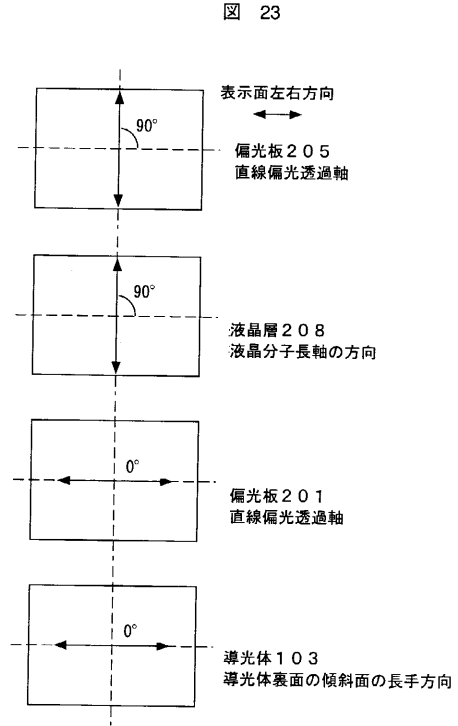 図 23
表示面左右方向
90°
偏光板205
直線偏光透過軸
90°
液晶層208
液晶分子長軸の方向
0°
偏光板201
直線偏光透過軸
0°
導光体103
導光体裏面の傾斜面の長手方向